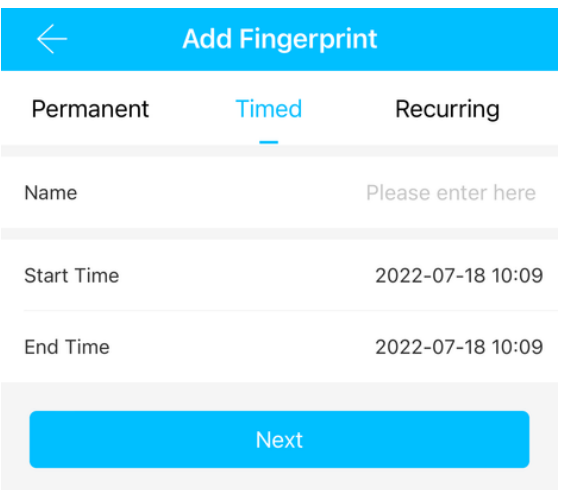 Add Fingerprint
Permanent Timed Recurring
Name Please enter here
Start Time 2022-07-18 10:09
End Time 2022-07-18 10:09
Next